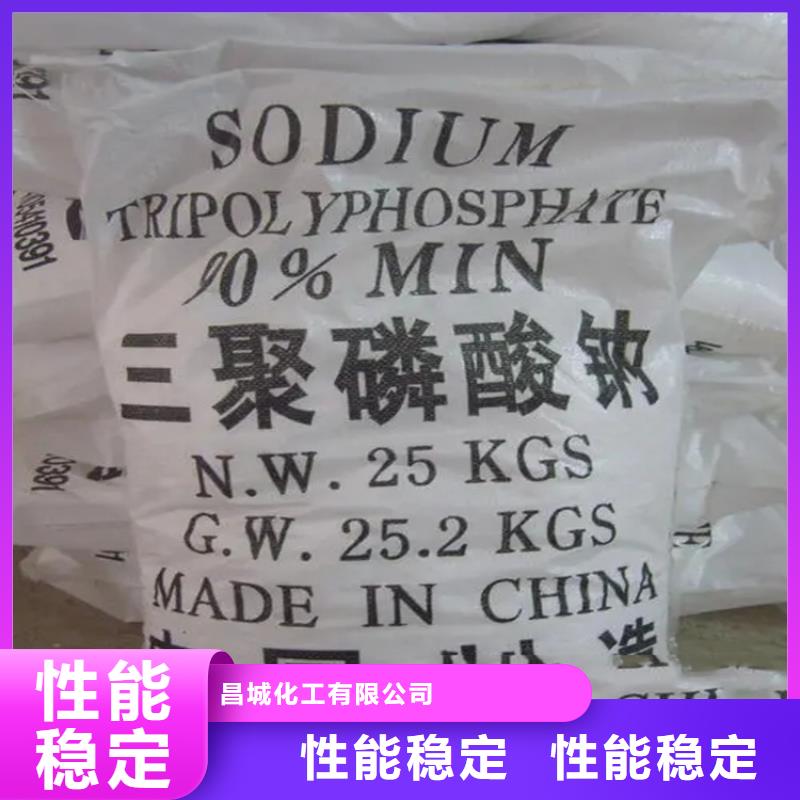 SODIUM
TRIPOLYPHOSPHATE
90% MIN
三聚磷酸钠
N.W. 25 KGS
G.W. 25.2 KGS
MADE IN CHINA
性能
稳定
昌城化工有限公司
性能稳定 性能稳定